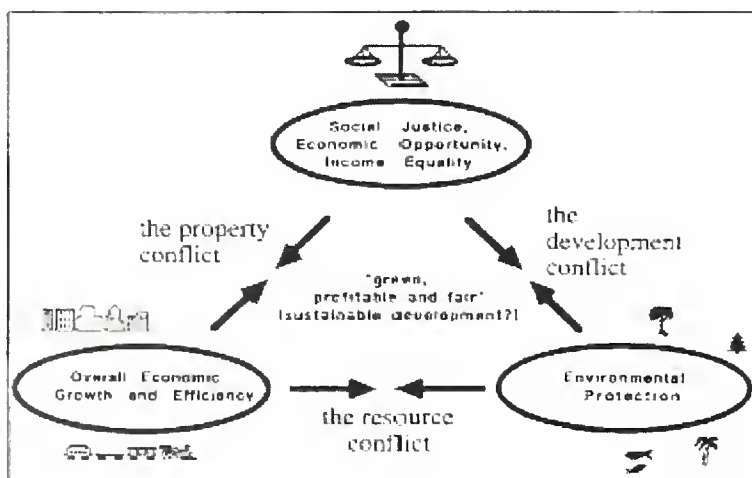 Social Justice,
Economic Opportunity,
Income Equality
the property
conflict
the
development
conflict
"green,
profitable and fair"
[sustainable development?]
Overall Economic
Growth and Efficiency
Environmental
Protection
the resource
conflict